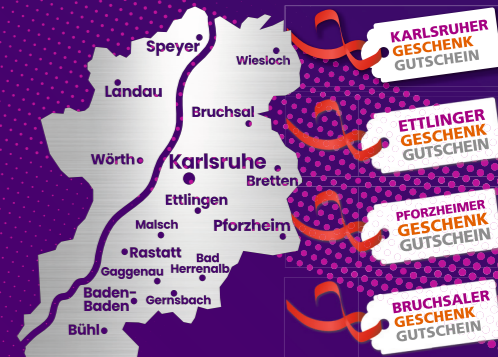 Speyer
Wiesloch
Landau
Bruchsal
Wörth
Karlsruhe
Bretten
Ettlingen
Malsch
Pforzheim
Rastatt
Bad
Herrenalb
Gaggenau
Baden-
Baden
Gernsbach
Bühl
KARLSRUHER
GESCHENK
GUTSCHEIN
ETTLINGER
GESCHENK
GUTSCHEIN
PFORZHEIMER
GESCHENK
GUTSCHEIN
BRUCHSALER
GESCHENK
GUTSCHEIN